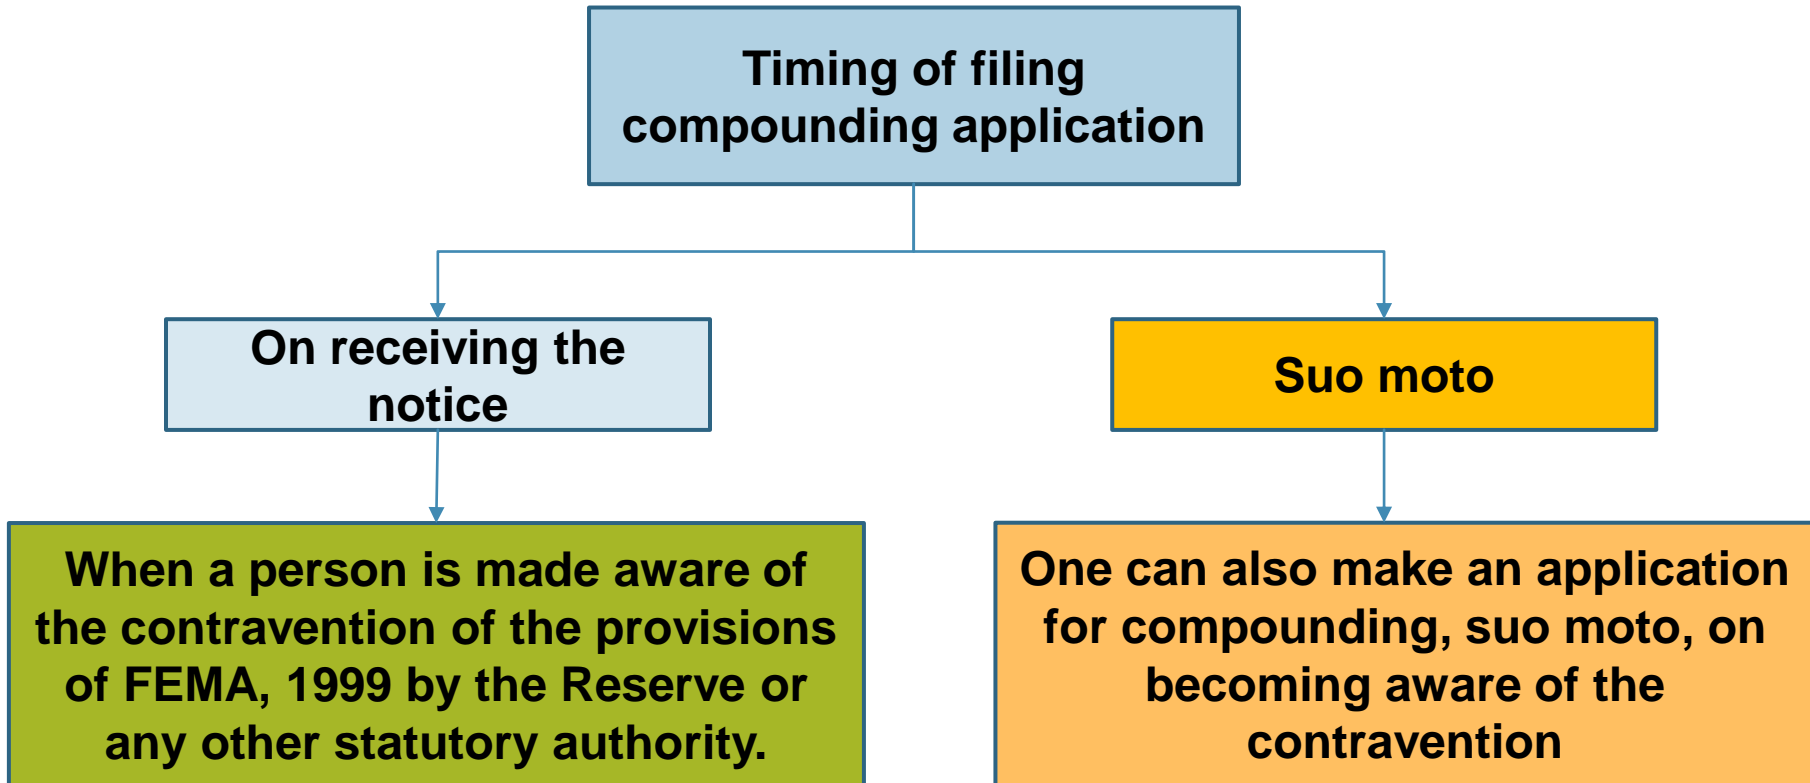 Timing of filing
compounding application
On receiving the
notice
Suo moto
When a person is made aware of
the contravention of the provisions
of FEMA, 1999 by the Reserve or
any other statutory authority.
One can also make an application
for compounding, suo moto, on
becoming aware of the
contravention